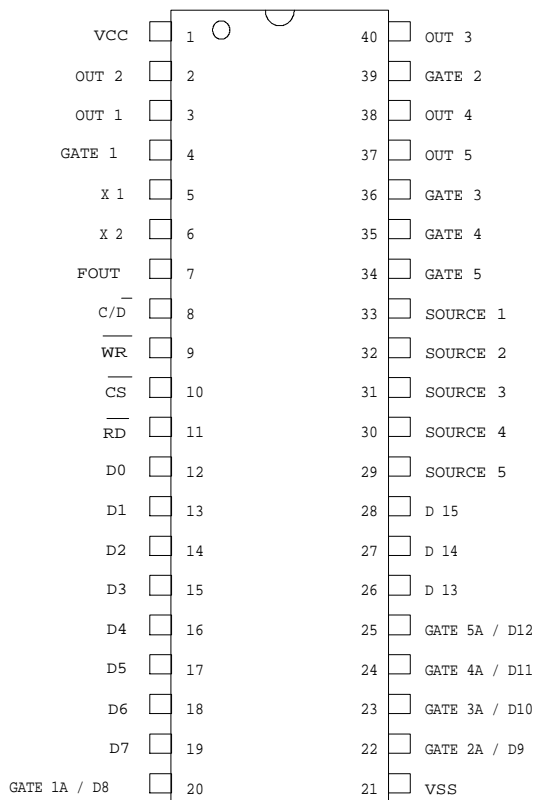 VCC 1 40 OUT 3
OUT 2 2 39 GATE 2
OUT 1 3 38 OUT 4
GATE 1 4 37 OUT 5
X 1 5 36 GATE 3
X 2 6 35 GATE 4
FOUT 7 34 GATE 5
C/D̅ 8 33 SOURCE 1
W̅R̅ 9 32 SOURCE 2
C̅S̅ 10 31 SOURCE 3
R̅D̅ 11 30 SOURCE 4
D0 12 29 SOURCE 5
D1 13 28 D 15
D2 14 27 D 14
D3 15 26 D 13
D4 16 25 GATE 5A / D12
D5 17 24 GATE 4A / D11
D6 18 23 GATE 3A / D10
D7 19 22 GATE 2A / D9
GATE 1A / D8 20 21 VSS